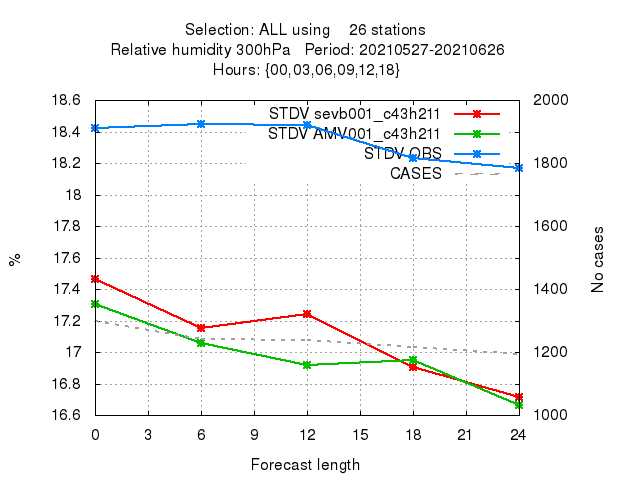 Selection: ALL using    26 stations
Relative humidity 300hPa   Period: 20210527-20210626
Hours: {00,03,06,09,12,18}
18.6
18.4
18.2
18
17.8
17.6
17.4
17.2
17
16.8
16.6
%
STDV sevb001_c43h211
STDV AMV001_c43h211
STDV OBS
CASES
2000
1800
1600
1400
1200
1000
No cases
0 3 6 9 12 15 18 21 24
Forecast length